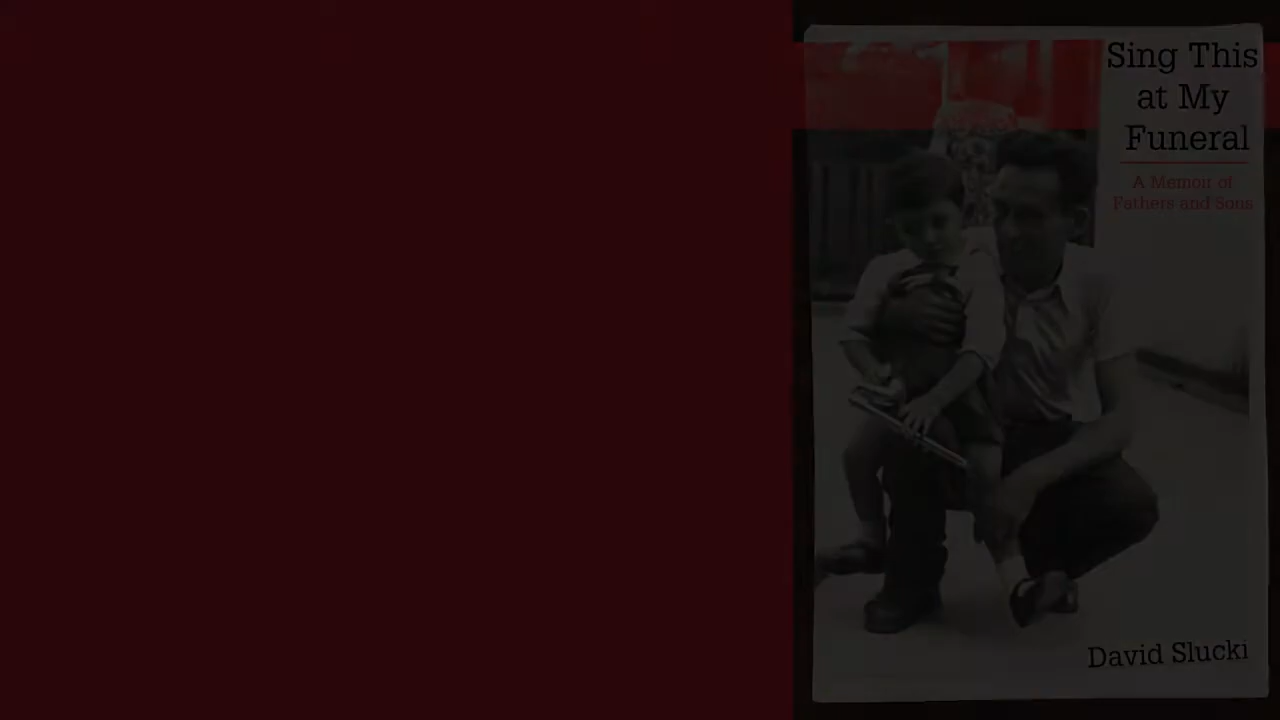 Sing This
at My
Funeral
A Memoir of
Fathers and Sons
David Slucki